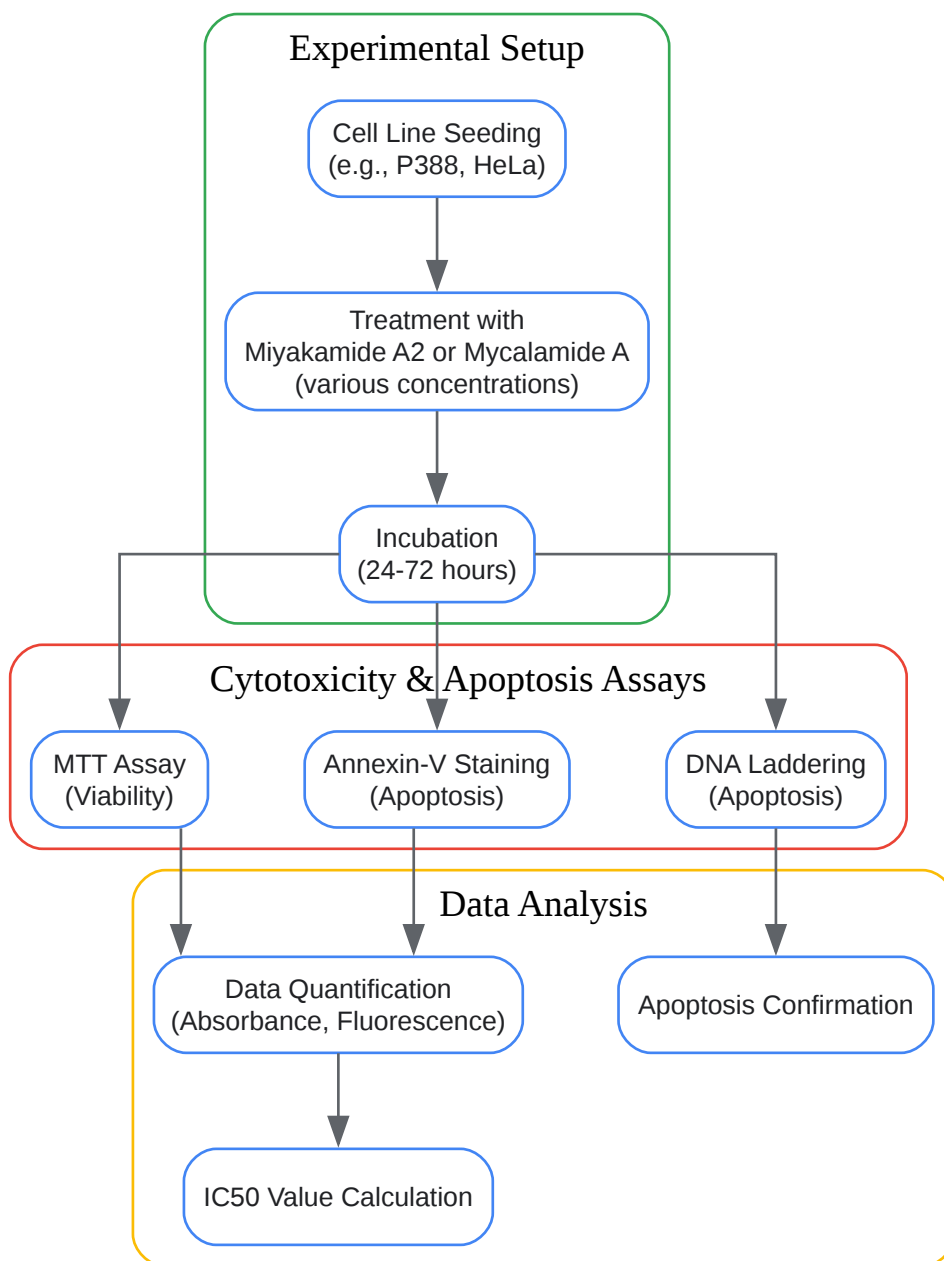 Experimental Setup
Cell Line Seeding
(e.g., P388, HeLa)
Treatment with
Miyakamide A2 or Mycalamide A
(various concentrations)
Incubation
(24-72 hours)
Cytotoxicity & Apoptosis Assays
MTT Assay
(Viability)
Annexin-V Staining
(Apoptosis)
DNA Laddering
(Apoptosis)
Data Analysis
Data Quantification
(Absorbance, Fluorescence)
Apoptosis Confirmation
IC50 Value Calculation